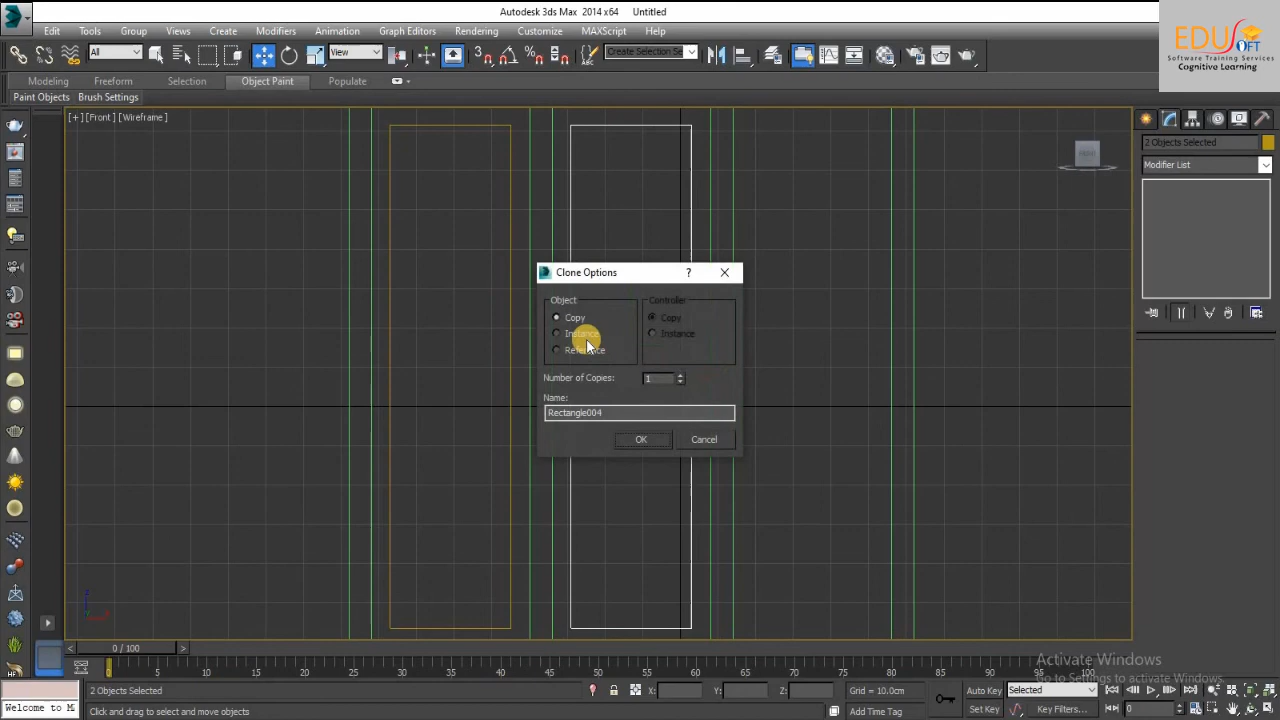 Autodesk 3ds Max 2014 x64 Untitled
EDUSOFT
Software Training Services
Cognitive Learning
Edit Tools Group Views Create Modifiers Animation Graph Editors Rendering Customize MAXScript Help
All View Create Selection Se
Modeling Freeform Selection Object Paint Populate
Paint Objects Brush Settings
[+] [Front] [Wireframe]
2 Objects Selected
Modifier List
Clone Options ?
Object Controller
Copy Copy
Instance Instance
Reference
Number of Copies: 1
Name:
Rectangle004
OK Cancel
0 / 100
0 5 10 15 20 25 30 35 40 45 50 55 60 65 70 75 80 85 90 95 100
Activate Windows
Go to Settings to activate Windows.
2 Objects Selected X: Y: Z: Grid = 10.0cm Auto Key Selected
Welcome to M Click and drag to select and move objects Add Time Tag Set Key Key Filters... 0